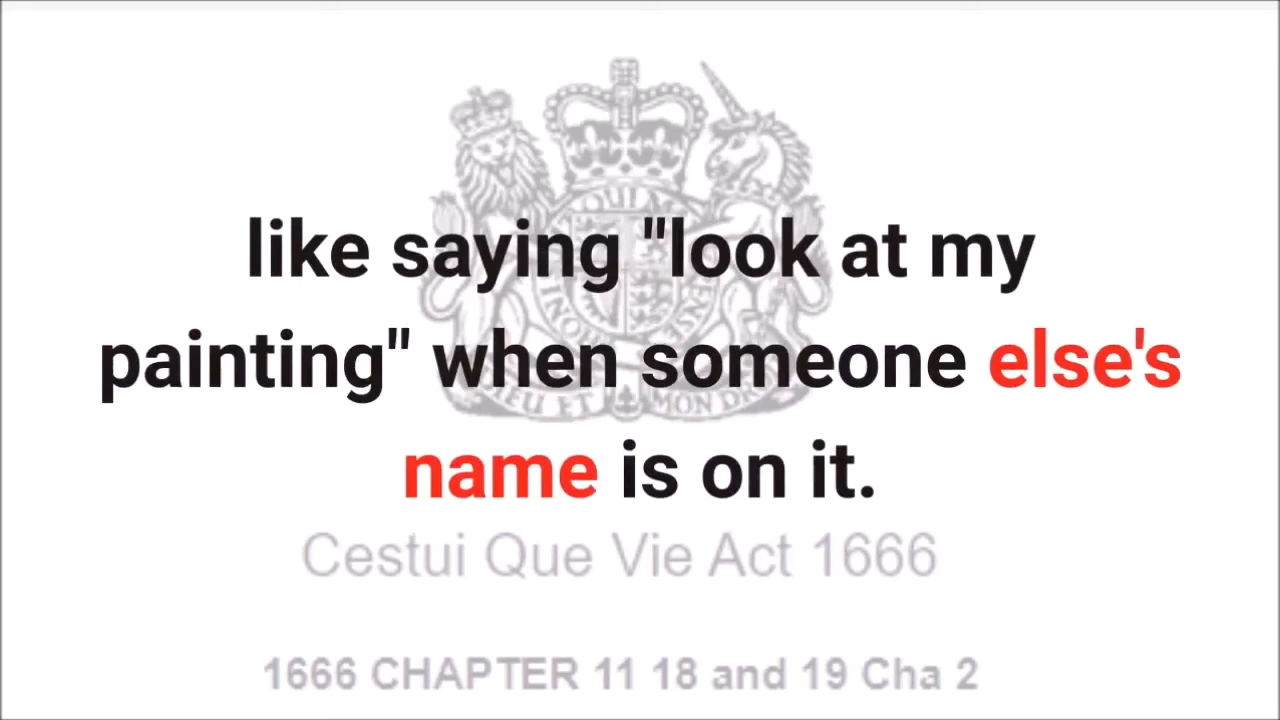 like saying "look at my
painting" when someone else's
name is on it.
Cestui Que Vie Act 1666
1666 CHAPTER 11 18 and 19 Cha 2